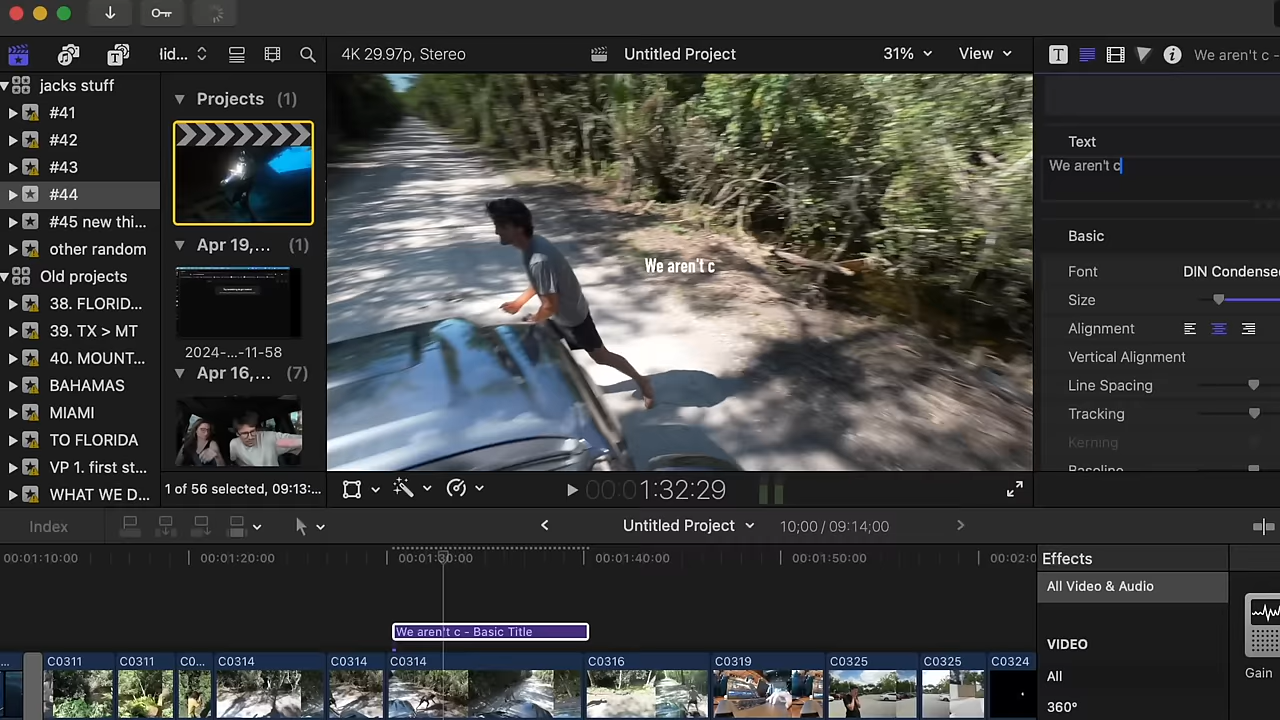 Hid...
4K 29.97p, Stereo
Untitled Project
31%
View
We aren't c -
jacks stuff
#41
#42
#43
#44
#45 new thi...
other random
Old projects
38. FLORID...
39. TX > MT
40. MOUNT...
BAHAMAS
MIAMI
TO FLORIDA
VP 1. first st...
WHAT WE D...
Projects (1)
Apr 19,... (1)
2024-...-11-58
Apr 16,... (7)
1 of 56 selected, 09:13:...
We aren't c
00:01:32:29
Text
We aren't c
Basic
Font
DIN Condense
Size
Alignment
Vertical Alignment
Line Spacing
Tracking
Kerning
Baseline
Index
Untitled Project
10;00 / 09:14;00
00:01:10:00
00:01:20:00
00:01:30:00
00:01:40:00
00:01:50:00
00:02:0
We aren't c - Basic Title
C0311
C0311
C0...
C0314
C0314
C0314
C0316
C0319
C0325
C0325
C0324
Effects
All Video & Audio
VIDEO
All
360°
Gain